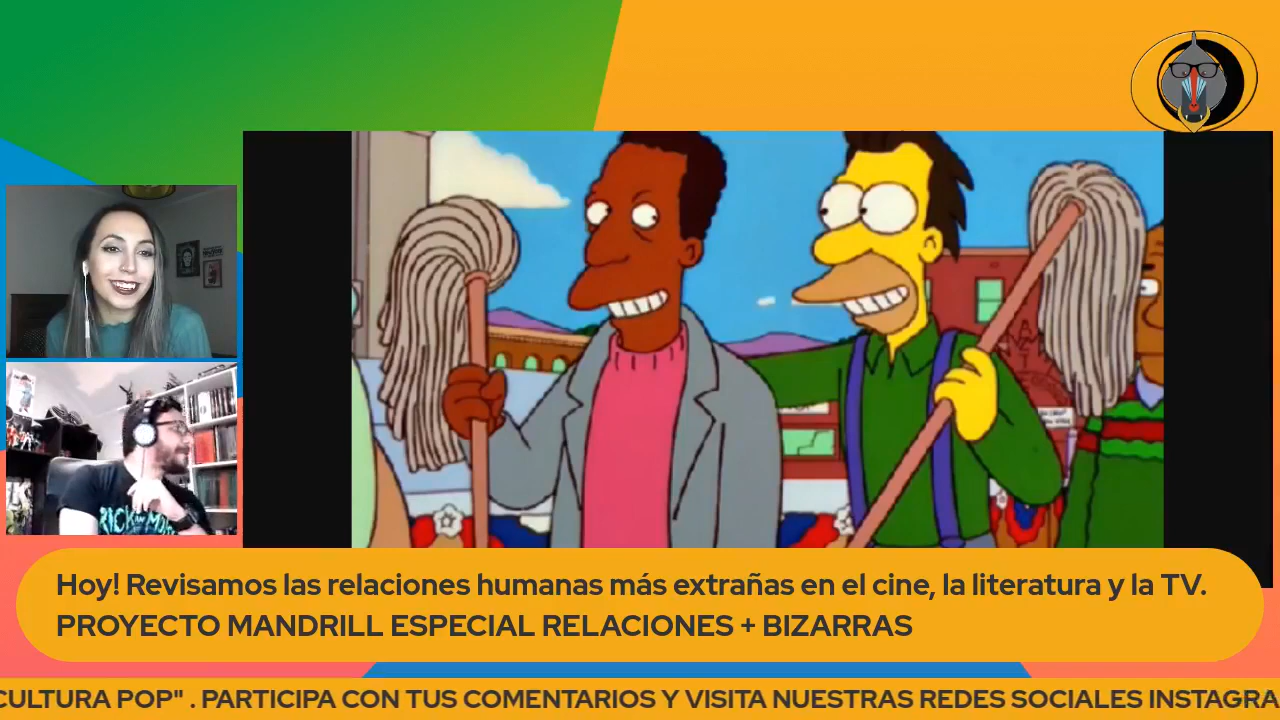 Hoy! Revisamos las relaciones humanas más extrañas en el cine, la literatura y la TV.
PROYECTO MANDRILL ESPECIAL RELACIONES + BIZARRAS
CULTURA POP" . PARTICIPA CON TUS COMENTARIOS Y VISITA NUESTRAS REDES SOCIALES INSTAGRA